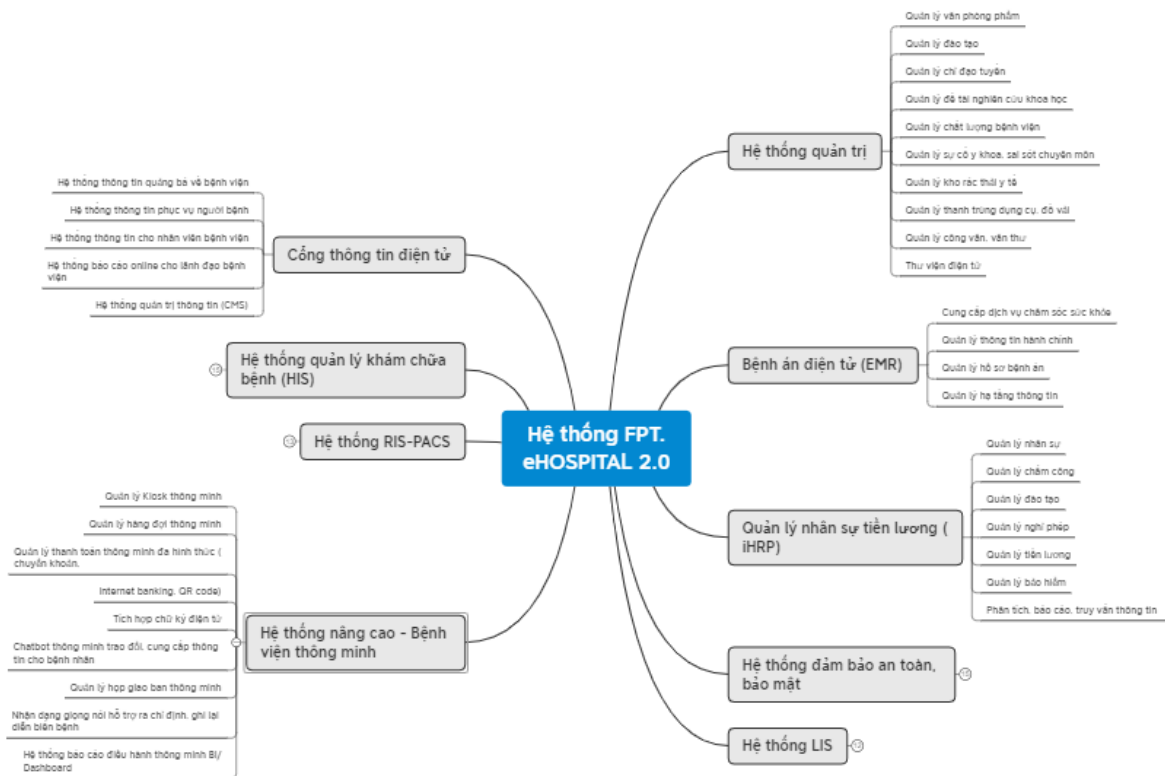 Hệ thống FPT.
eHOSPITAL 2.0
Cổng thông tin điện tử
Hệ thống thông tin quảng bá về bệnh viện
Hệ thống thông tin phục vụ người bệnh
Hệ thống thông tin cho nhân viên bệnh viện
Hệ thống báo cáo online cho lãnh đạo bệnh
viện
Hệ thống quản trị thông tin (CMS)
Hệ thống quản lý khám chữa
bệnh (HIS)
15
Hệ thống RIS-PACS
Hệ thống nâng cao - Bệnh
viện thông minh
Quản lý Kiosk thông minh
Quản lý hàng đợi thông minh
Quản lý thanh toán thông minh đa hình thức (
chuyển khoản,
Internet banking, QR code)
Tích hợp chữ ký điện tử
Chatbot thông minh trao đổi, cung cấp thông
tin cho bệnh nhân
Quản lý họp giao ban thông minh
Nhận dạng giọng nói hỗ trợ ra chỉ định, ghi lại
diễn biến bệnh
Hệ thống báo cáo điều hành thông minh BI/
Dashboard
Hệ thống quản trị
Quản lý văn phòng phẩm
Quản lý đào tạo
Quản lý chỉ đạo tuyến
Quản lý đề tài nghiên cứu khoa học
Quản lý chất lượng bệnh viện
Quản lý sự cố y khoa, sai sót chuyên môn
Quản lý kho rác thải y tế
Quản lý thanh trùng dụng cụ, đồ vải
Quản lý công văn, văn thư
Thư viện điện tử
Bệnh án điện tử (EMR)
Cung cấp dịch vụ chăm sóc sức khỏe
Quản lý thông tin hành chính
Quản lý hồ sơ bệnh án
Quản lý hạ tầng thông tin
Quản lý nhân sự tiền lương (
iHRP)
Quản lý nhân sự
Quản lý chấm công
Quản lý đào tạo
Quản lý nghỉ phép
Quản lý tiền lương
Quản lý bảo hiểm
Phân tích, báo cáo, truy vấn thông tin
Hệ thống đảm bảo an toàn,
bảo mật
Hệ thống LIS